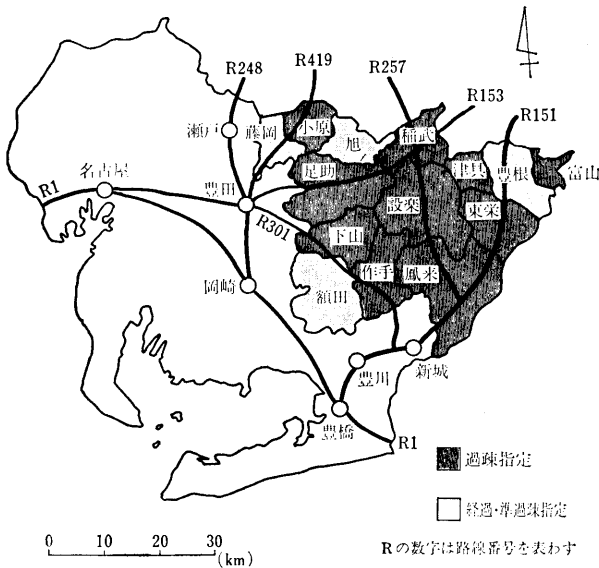 R248
R419
R257
R153
R151
瀬戸
藤岡
小原
旭
稲武
名古屋
足助
津具
豊根
富山
R1
豊田
設楽
東栄
R301
下山
作手
鳳来
岡崎
額田
豊川
新城
豊橋
R1
過疎指定
経過・準過疎指定
0 10 20 30
(km)
Rの数字は路線番号を表わす